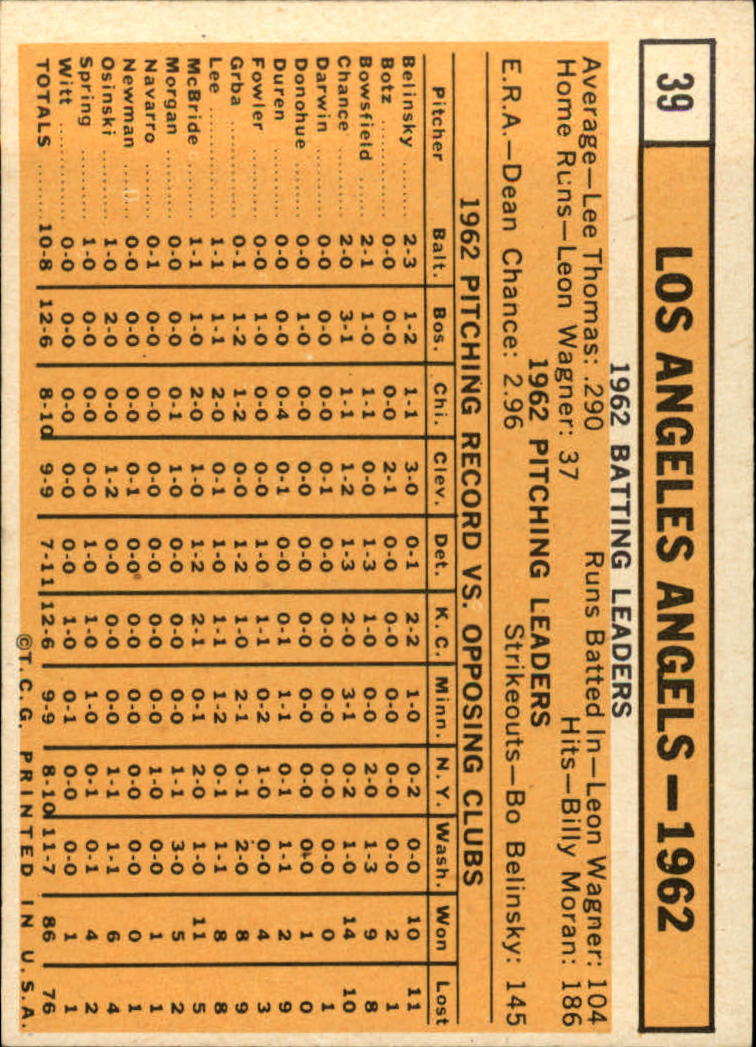 39 LOS ANGELES ANGELS—1962
1962 BATTING LEADERS
Average—Lee Thomas: .290 Runs Batted In—Leon Wagner: 104
Home Runs—Leon Wagner: 37 Hits—Billy Moran: 186
1962 PITCHING LEADERS
E.R.A.—Dean Chance: 2.96 Strikeouts—Bo Belinsky: 145
1962 PITCHING RECORD VS. OPPOSING CLUBS
Pitcher Balt. Bos. Chi. Clev. Det. K. C. Minn. N. Y. Wash. Won Lost
Belinsky ........ 2-3 1-2 1-1 3-0 0-1 2-2 1-0 0-2 0-0 10 11
Botz ........ 0-0 0-0 0-0 2-1 0-0 0-0 0-0 0-0 0-0 2 1
Bowsfield ..... 2-1 1-0 1-1 0-0 1-3 1-0 0-0 2-0 1-3 9 8
Chance ........ 2-0 3-1 1-1 1-2 1-3 2-0 3-1 0-2 1-0 14 10
Darwin ........ 0-0 0-0 0-0 0-1 0-0 0-0 0-0 0-0 0-0 0 1
Donohue ...... 0-0 1-0 0-0 0-0 0-0 0-0 0-0 0-0 0-0 1 0
Duren ........ 0-0 0-0 0-4 0-1 0-0 0-1 1-1 0-1 1-1 2 9
Fowler ........ 0-0 1-0 0-0 0-0 1-0 1-1 0-2 1-0 0-0 4 3
Grba ........ 0-1 1-2 1-2 0-0 1-2 1-0 2-1 0-1 2-0 8 9
Lee ........ 1-1 1-1 2-0 0-1 1-0 1-1 1-2 0-1 1-1 8 8
McBride ...... 1-1 1-0 2-0 1-0 1-2 2-1 0-1 2-0 1-0 11 5
Morgan ........ 0-0 0-0 0-1 1-0 0-0 0-0 0-0 1-1 3-0 5 2
Navarro ........ 0-1 0-0 0-0 0-0 0-0 0-0 0-0 1-0 0-0 1 1
Newman ...... 0-0 0-0 0-0 0-1 0-0 0-0 0-0 0-0 0-0 0 1
Osinski ........ 1-0 2-0 0-0 1-2 0-0 0-0 0-0 1-1 1-1 6 4
Spring ........ 1-0 0-0 0-0 0-0 1-0 1-0 1-0 0-1 0-1 4 2
Witt ........ 0-0 0-0 0-0 0-0 0-0 1-0 0-1 0-0 0-0 1 1
TOTALS ........ 10-8 12-6 8-10 9-9 7-11 12-6 9-9 8-10 11-7 86 76
©T. C. G. PRINTED IN U. S. A.